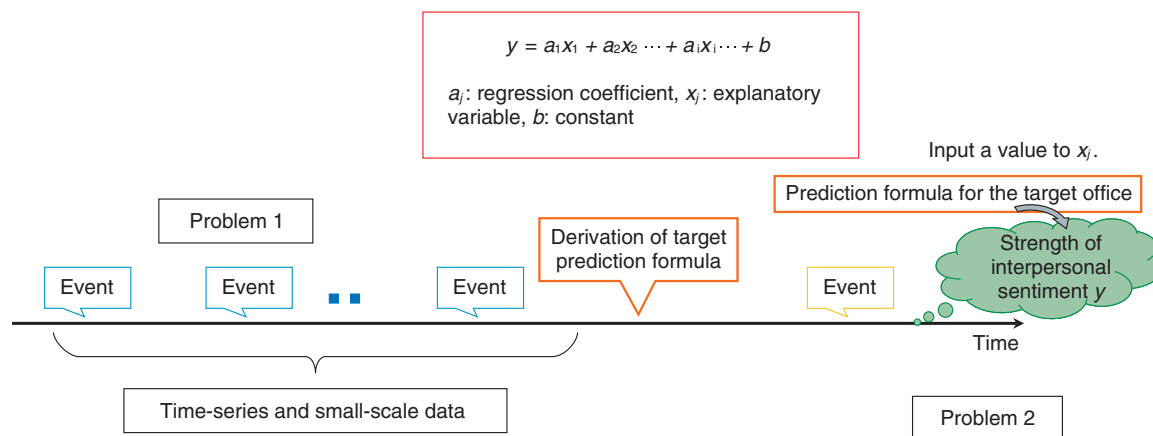 y = a₁x₁ + a₂x₂ ··· + aᵢxᵢ ··· + b
aⱼ: regression coefficient, xⱼ: explanatory
variable, b: constant
Input a value to xⱼ.
Prediction formula for the target office
Problem 1
Derivation of target
prediction formula
Strength of
interpersonal
sentiment y
Event
Event
Event
Event
Time
Time-series and small-scale data
Problem 2